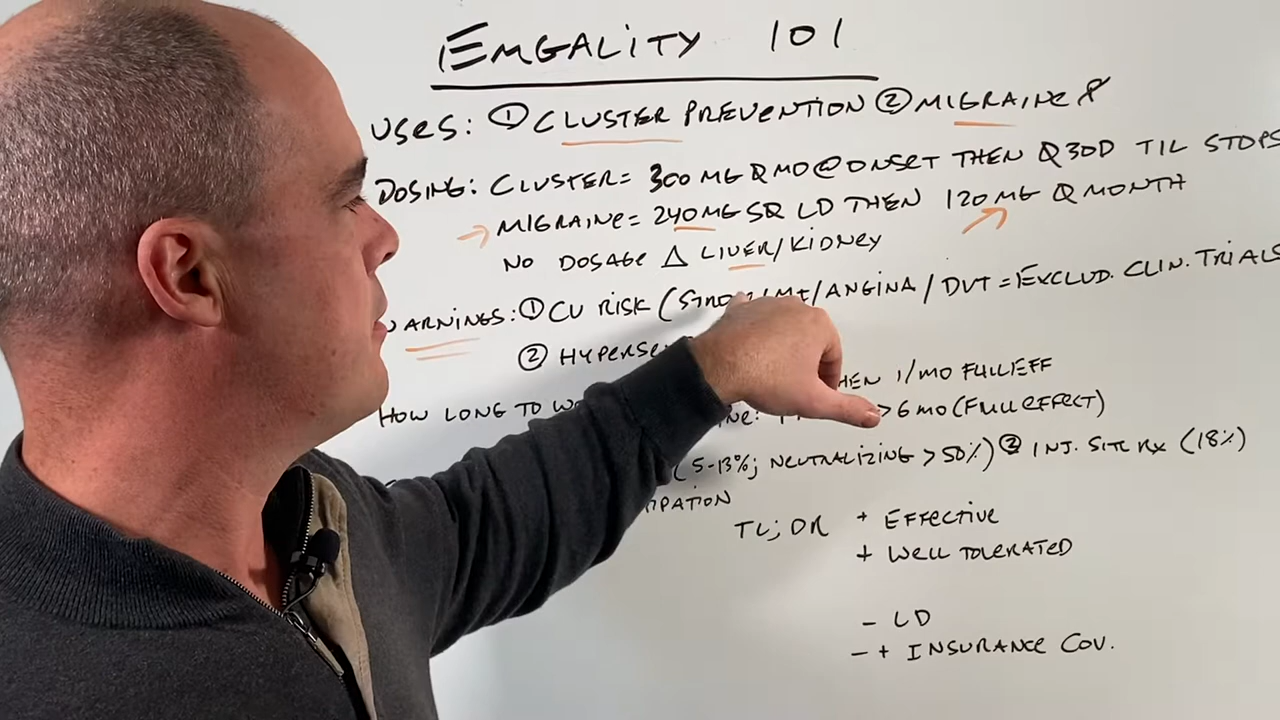 EMGALITY 101
USES: ① CLUSTER PREVENTION ② MIGRAINE
DOSING: CLUSTER= 300MG QMO@ONSET THEN Q30D TIL STOPS
MIGRAINE= 240MG SQ LD THEN 120MG Q MONTH
NO DOSAGE Δ LIVER/KIDNEY
WARNINGS: ① CV RISK (STROKE/MI/ANGINA/DVT = EXCLUD. CLIN. TRIALS
② HYPERSE
1/MO FULL EFF
HOW LONG TO >6 MO (FULL EFFECT)
(5-13%; NEUTRALIZING >50%) ② INJ. SITE RX (18%)
TL; DR + EFFECTIVE
+ WELL TOLERATED
- LD
- + INSURANCE COV.